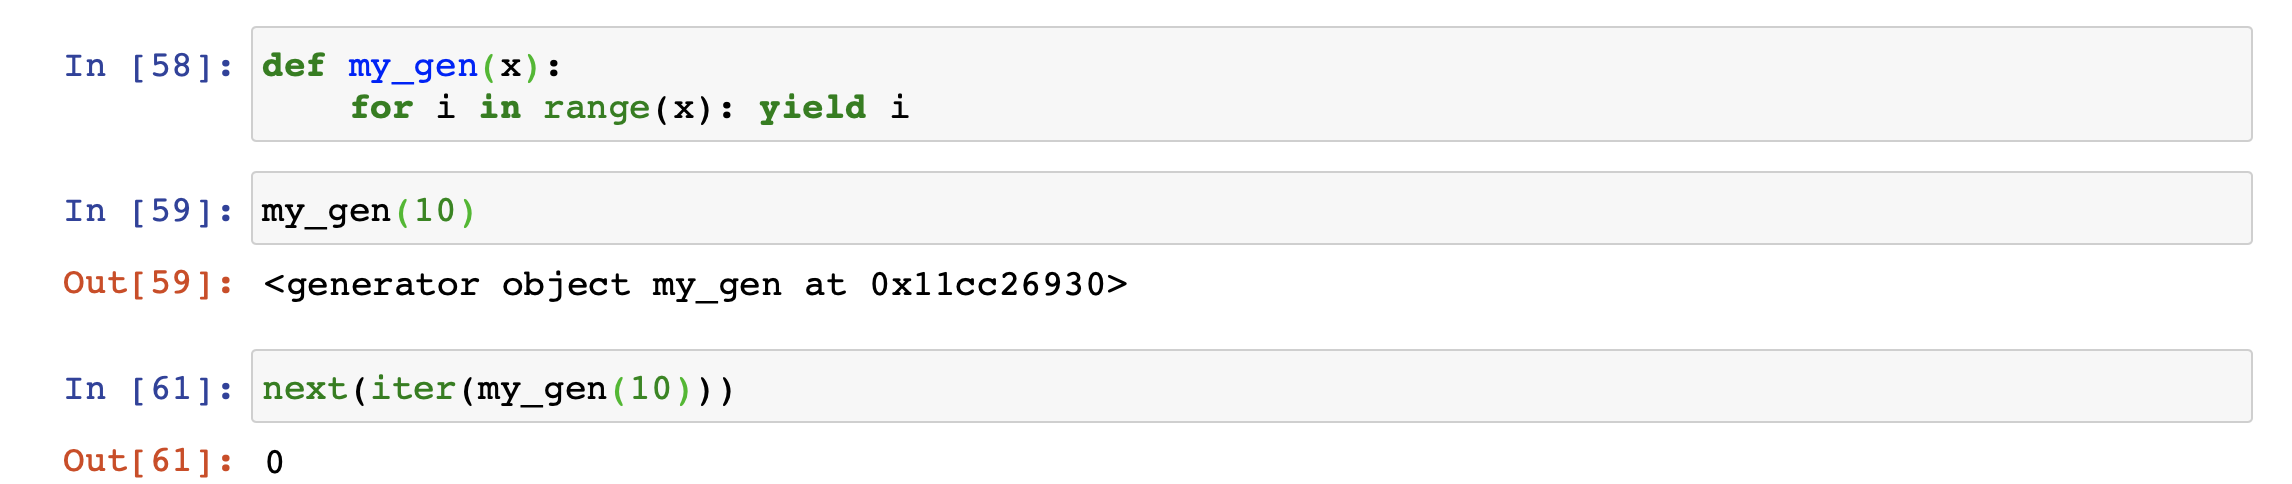 In [58]: def my_gen(x):
    for i in range(x): yield i
In [59]: my_gen(10)
Out[59]: <generator object my_gen at 0x11cc26930>
In [61]: next(iter(my_gen(10)))
Out[61]: 0